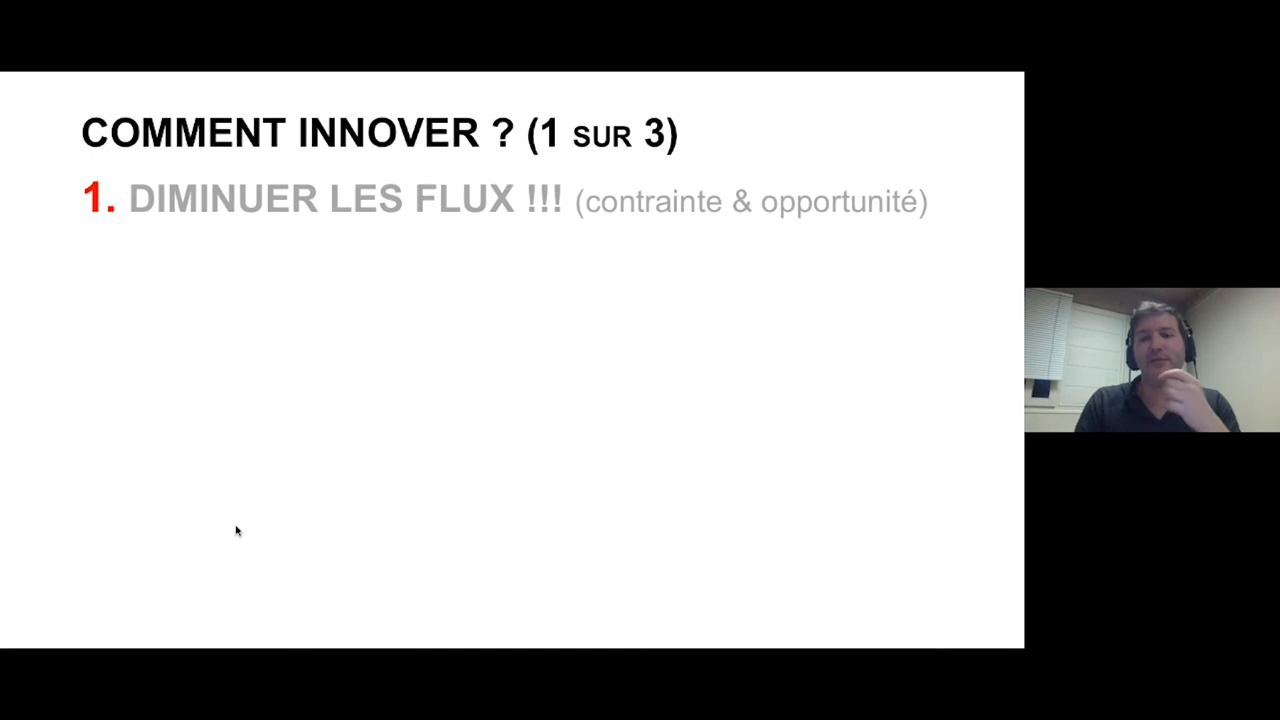 COMMENT INNOVER ? (1 SUR 3)
1. DIMINUER LES FLUX !!! (contrainte & opportunité)